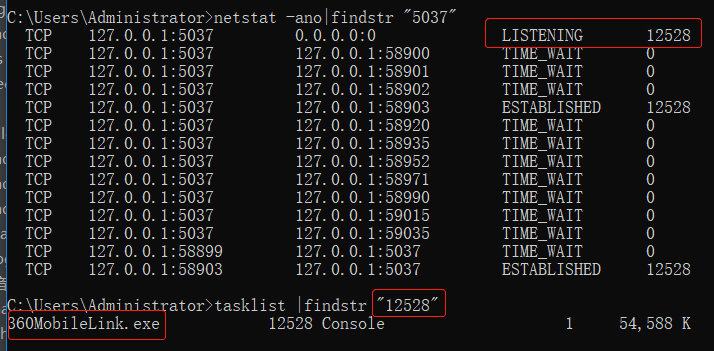 C:\Users\Administrator>netstat -ano|findstr "5037"
TCP 127.0.0.1:5037 0.0.0.0:0 LISTENING 12528
TCP 127.0.0.1:5037 127.0.0.1:58900 TIME_WAIT 0
TCP 127.0.0.1:5037 127.0.0.1:58901 TIME_WAIT 0
TCP 127.0.0.1:5037 127.0.0.1:58902 TIME_WAIT 0
TCP 127.0.0.1:5037 127.0.0.1:58903 ESTABLISHED 12528
TCP 127.0.0.1:5037 127.0.0.1:58920 TIME_WAIT 0
TCP 127.0.0.1:5037 127.0.0.1:58935 TIME_WAIT 0
TCP 127.0.0.1:5037 127.0.0.1:58952 TIME_WAIT 0
TCP 127.0.0.1:5037 127.0.0.1:58971 TIME_WAIT 0
TCP 127.0.0.1:5037 127.0.0.1:58990 TIME_WAIT 0
TCP 127.0.0.1:5037 127.0.0.1:59015 TIME_WAIT 0
TCP 127.0.0.1:5037 127.0.0.1:59035 TIME_WAIT 0
TCP 127.0.0.1:58899 127.0.0.1:5037 TIME_WAIT 0
TCP 127.0.0.1:58903 127.0.0.1:5037 ESTABLISHED 12528
C:\Users\Administrator>tasklist |findstr "12528"
360MobileLink.exe 12528 Console 1 54,588 K